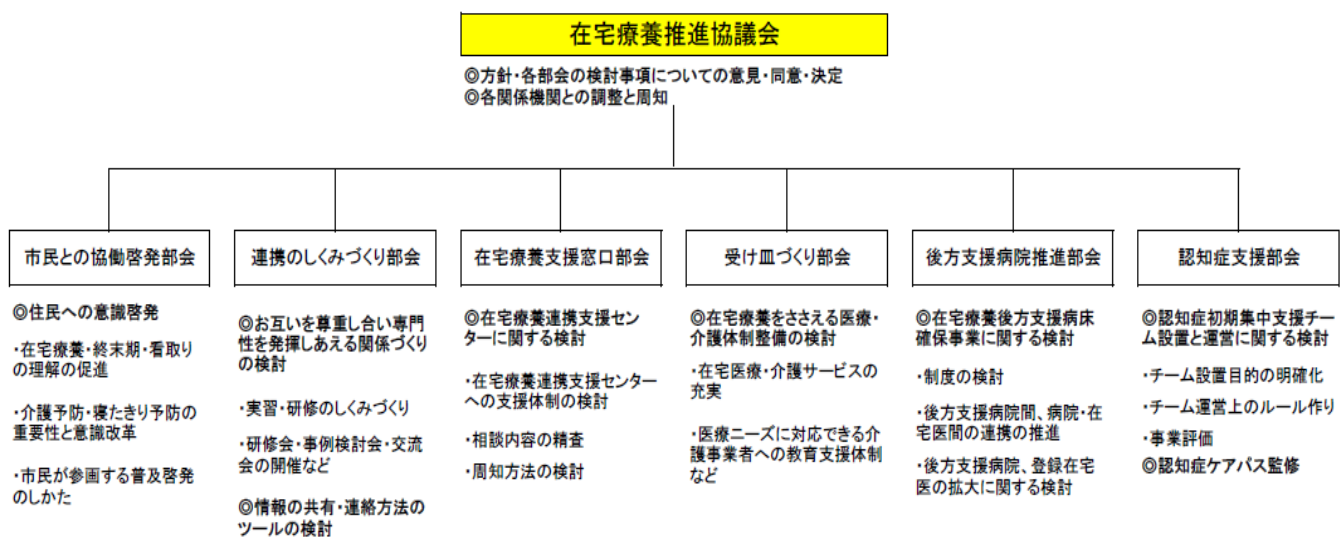 在宅療養推進協議会
◎方針・各部会の検討事項についての意見・同意・決定
◎各関係機関との調整と周知
市民との協働啓発部会
◎住民への意識啓発
・在宅療養・終末期・看取り
の理解の促進
・介護予防・寝たきり予防の
重要性と意識改革
・市民が参画する普及啓発
のしかた
連携のしくみづくり部会
◎お互いを尊重し合い専門
性を発揮しあえる関係づくり
の検討
・実習・研修のしくみづくり
・研修会・事例検討会・交流
会の開催など
◎情報の共有・連絡方法の
ツールの検討
在宅療養支援窓口部会
◎在宅療養連携支援セン
ターに関する検討
・在宅療養連携支援センター
への支援体制の検討
・相談内容の精査
・周知方法の検討
受け皿づくり部会
◎在宅療養をささえる医療・
介護体制整備の検討
・在宅医療・介護サービスの
充実
・医療ニーズに対応できる介
護事業者への教育支援体制
など
後方支援病院推進部会
◎在宅療養後方支援病床
確保事業に関する検討
・制度の検討
・後方支援病院間、病院・在
宅医間の連携の推進
・後方支援病院、登録在宅
医の拡大に関する検討
認知症支援部会
◎認知症初期集中支援チー
ム設置と運営に関する検討
・チーム設置目的の明確化
・チーム運営上のルール作り
・事業評価
◎認知症ケアパス監修